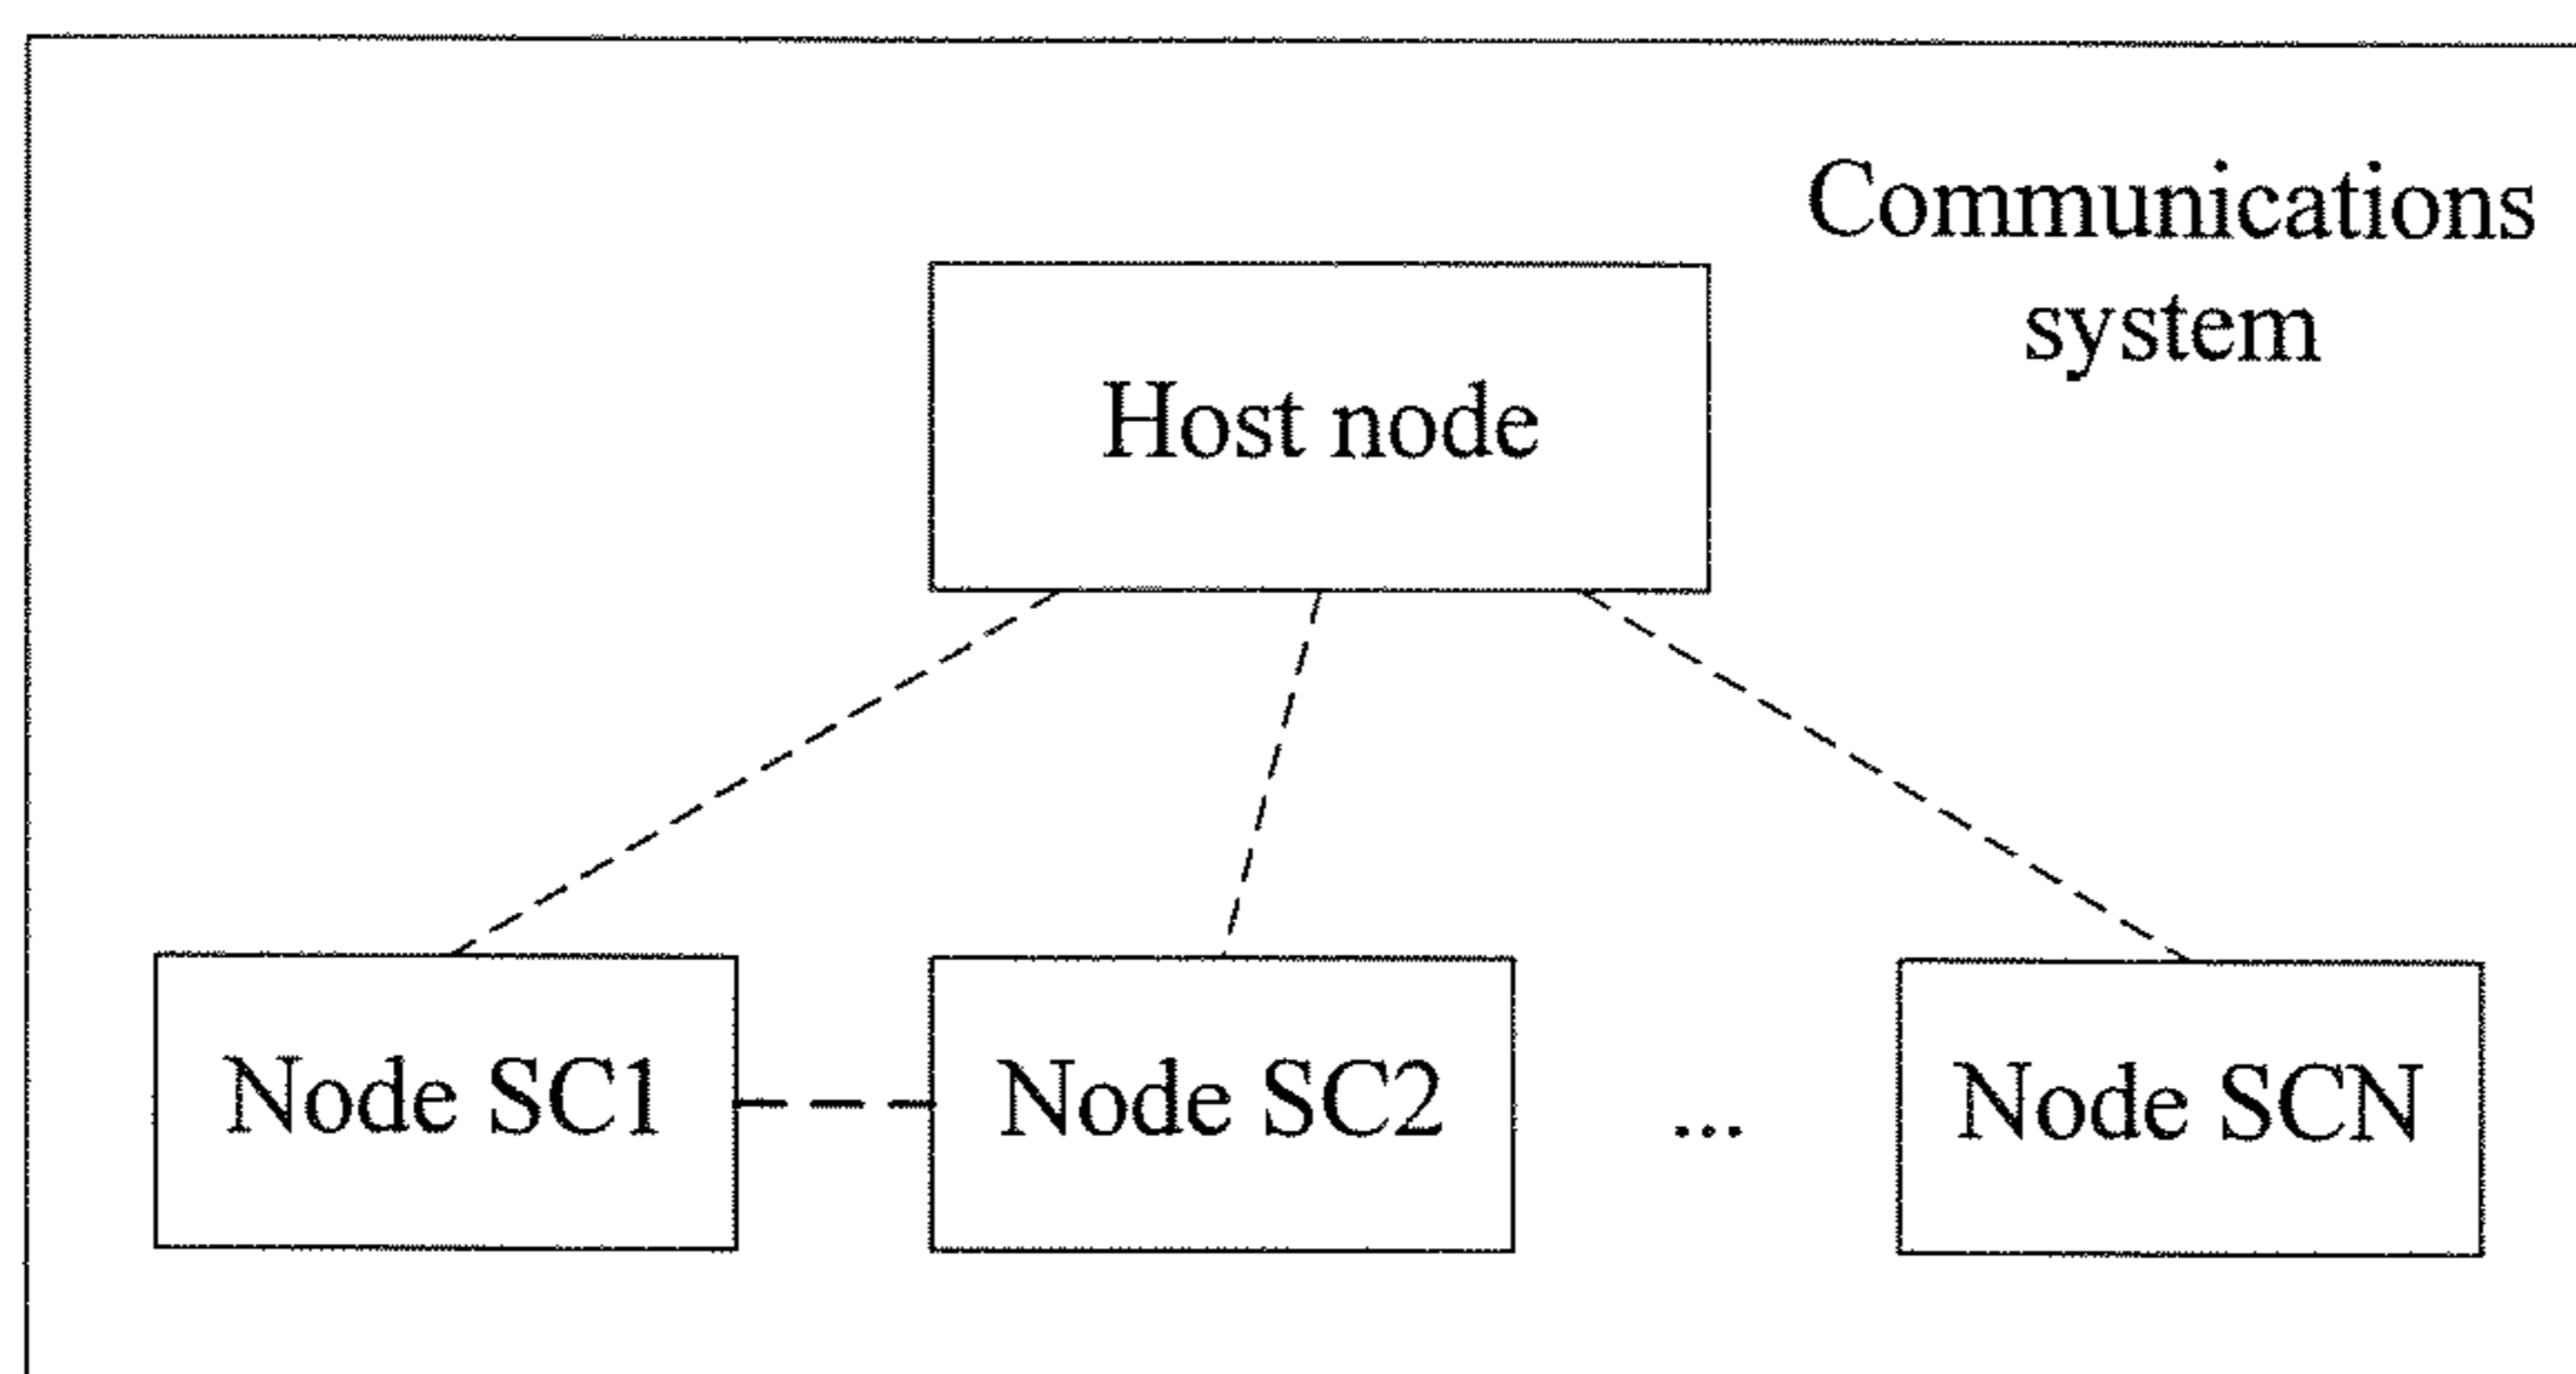 Communications
system
Host node
Node SC1
Node SC2
...
Node SCN